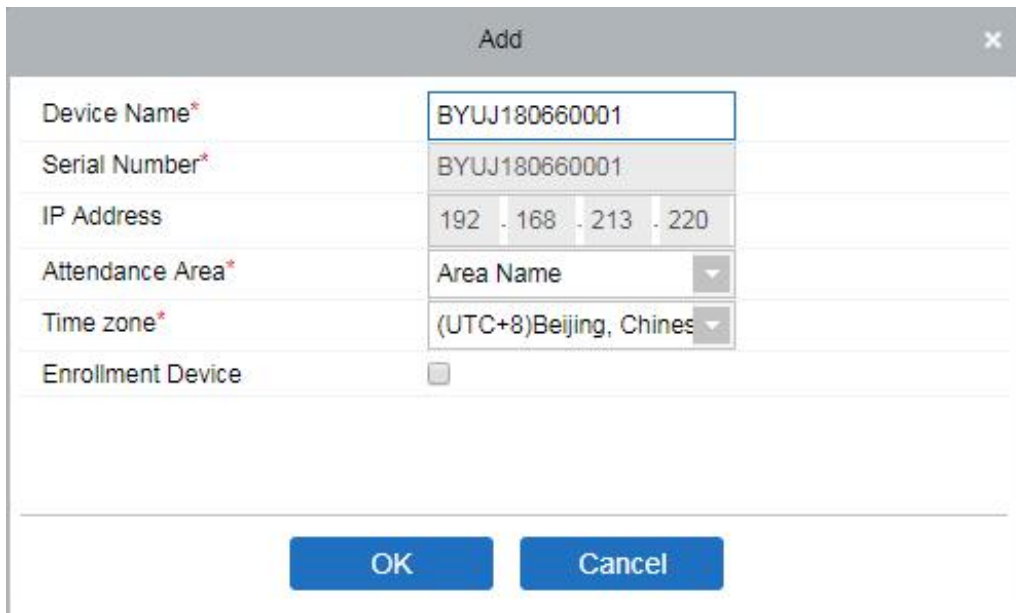 Add
Device Name* BYUJ180660001
Serial Number* BYUJ180660001
IP Address 192 . 168 . 213 . 220
Attendance Area* Area Name
Time zone* (UTC+8)Beijing, Chines
Enrollment Device
OK Cancel